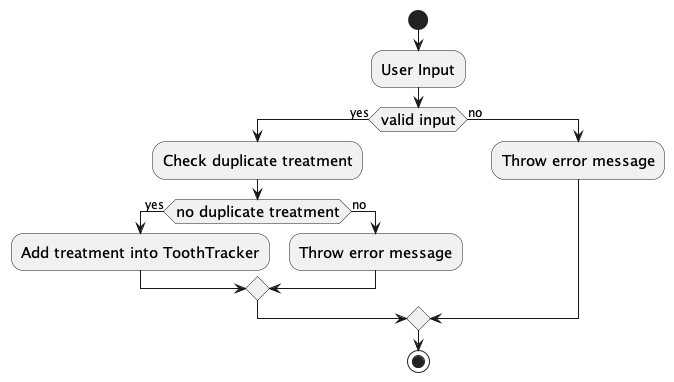 User Input
yes
valid input
no
Check duplicate treatment
Throw error message
yes
no duplicate treatment
no
Add treatment into ToothTracker
Throw error message